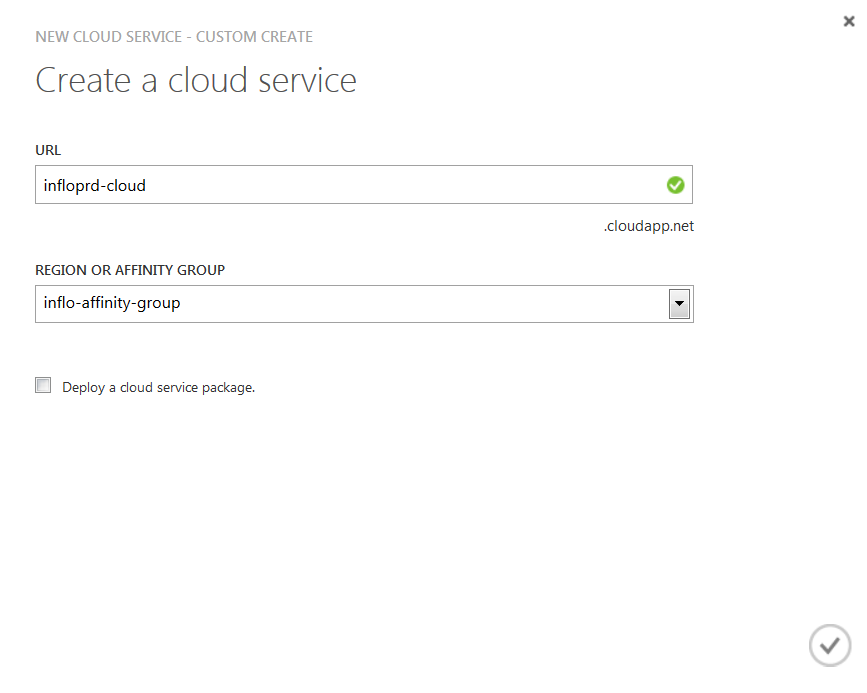 NEW CLOUD SERVICE - CUSTOM CREATE
Create a cloud service
URL
infloprd-cloud
.cloudapp.net
REGION OR AFFINITY GROUP
inflo-affinity-group
Deploy a cloud service package.